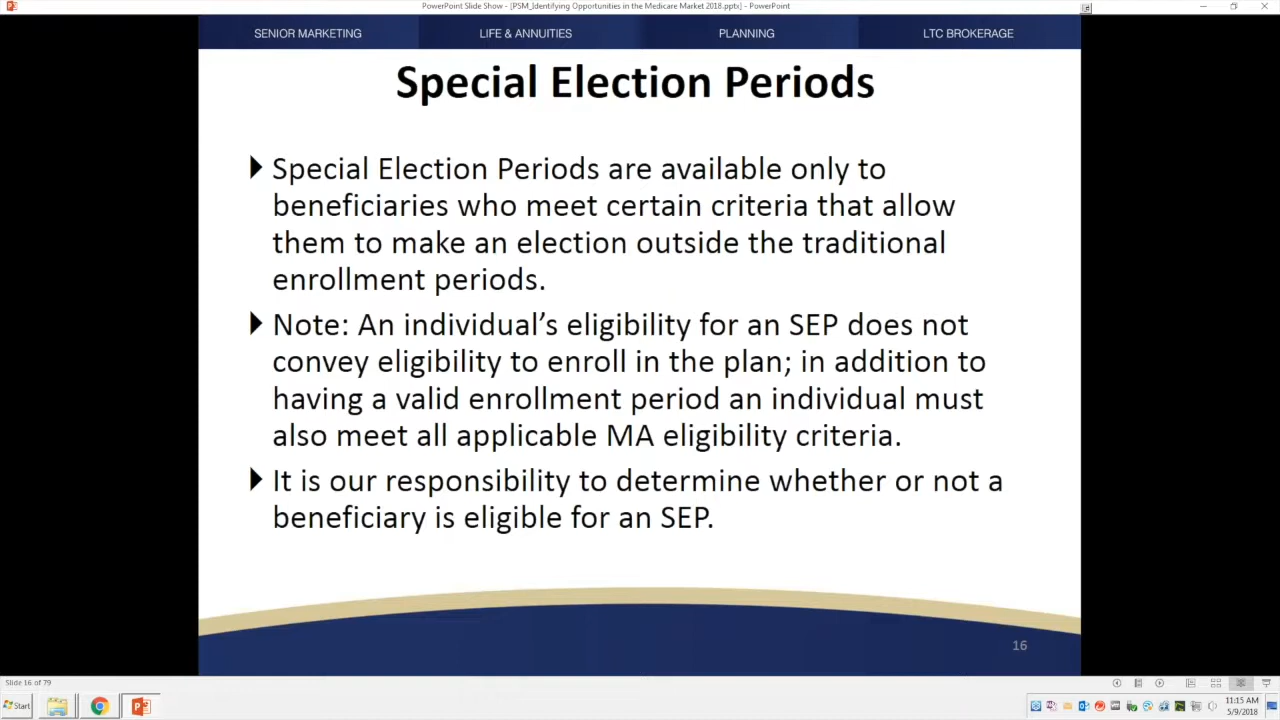 PowerPoint Slide Show - [PSM_Identifying Opportunities in the Medicare Market 2018.pptx] - PowerPoint
SENIOR MARKETING
LIFE & ANNUITIES
PLANNING
LTC BROKERAGE
Special Election Periods
Special Election Periods are available only to
beneficiaries who meet certain criteria that allow
them to make an election outside the traditional
enrollment periods.
Note: An individual’s eligibility for an SEP does not
convey eligibility to enroll in the plan; in addition to
having a valid enrollment period an individual must
also meet all applicable MA eligibility criteria.
It is our responsibility to determine whether or not a
beneficiary is eligible for an SEP.
16
Slide 16 of 79
Start
11:15 AM
5/9/2018